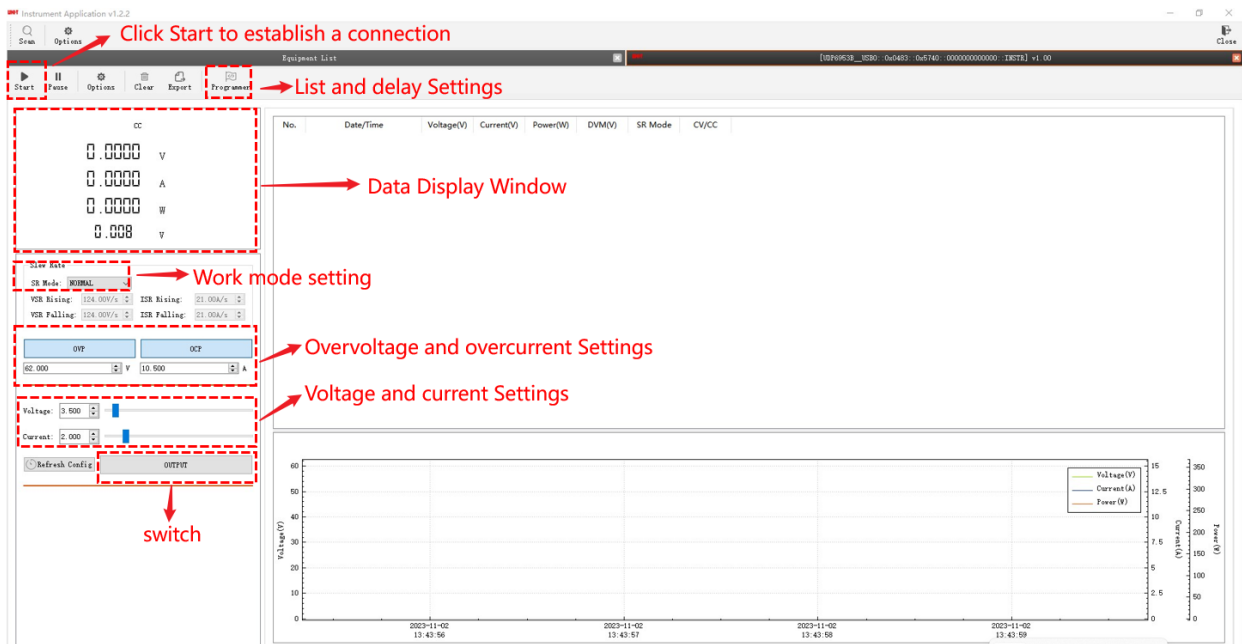 UNI-T Instrument Application v1.2.2
Scan Options Close
Click Start to establish a connection
Equipment List
[UDP6953B__USB0::0x0483::0x5740::0000000000000::INSTR] v1.00
Start Pause Options Clear Export Programmer
List and delay Settings
CC
0.0000 V
0.0000 A
0.0000 W
0.008 V
Data Display Window
No. Date/Time Voltage(V) Current(V) Power(W) DVM(V) SR Mode CV/CC
Slew Rate
SR Mode: NORMAL
Work mode setting
VSR Rising: 124.00V/s ISR Rising: 21.00A/s
VSR Falling: 124.00V/s ISR Falling: 21.00A/s
OVP OCP
62.000 V 10.500 A
Overvoltage and overcurrent Settings
Voltage: 3.500
Current: 2.000
Voltage and current Settings
Refresh Config OUTPUT
switch
Voltage(V)
60
50
40
30
20
10
0
2023-11-02
13:43:56
2023-11-02
13:43:57
2023-11-02
13:43:58
2023-11-02
13:43:59
Voltage(V)
Current(A)
Power(W)
15
12.5
10
7.5
5
2.5
0
Current(A)
350
300
250
200
150
100
50
0
Power(W)